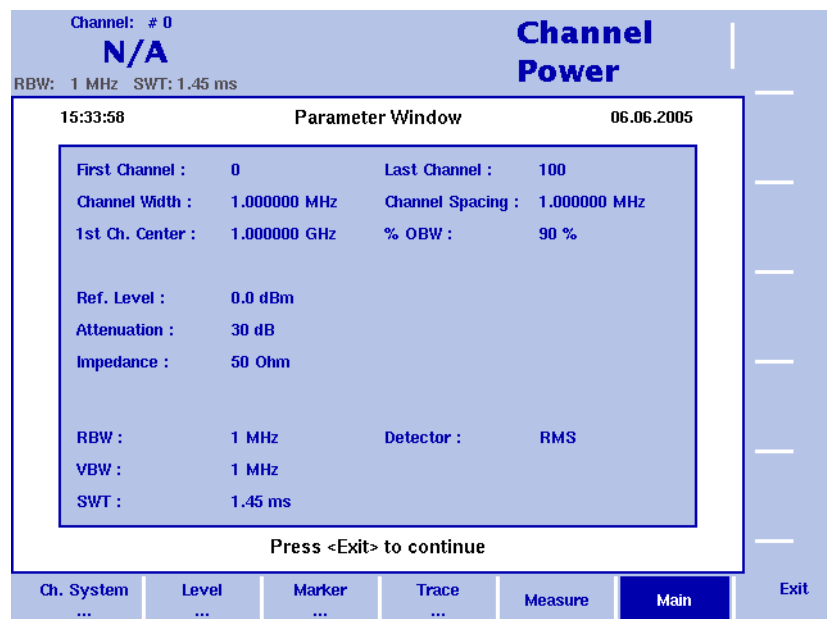 Channel: # 0
N/A
RBW: 1 MHz SWT: 1.45 ms
Channel
Power
15:33:58 Parameter Window 06.06.2005
First Channel : 0 Last Channel : 100
Channel Width : 1.000000 MHz Channel Spacing : 1.000000 MHz
1st Ch. Center : 1.000000 GHz % OBW : 90 %
Ref. Level : 0.0 dBm
Attenuation : 30 dB
Impedance : 50 Ohm
RBW : 1 MHz Detector : RMS
VBW : 1 MHz
SWT : 1.45 ms
Press <Exit> to continue
Ch. System ... Level ... Marker ... Trace ... Measure Main Exit